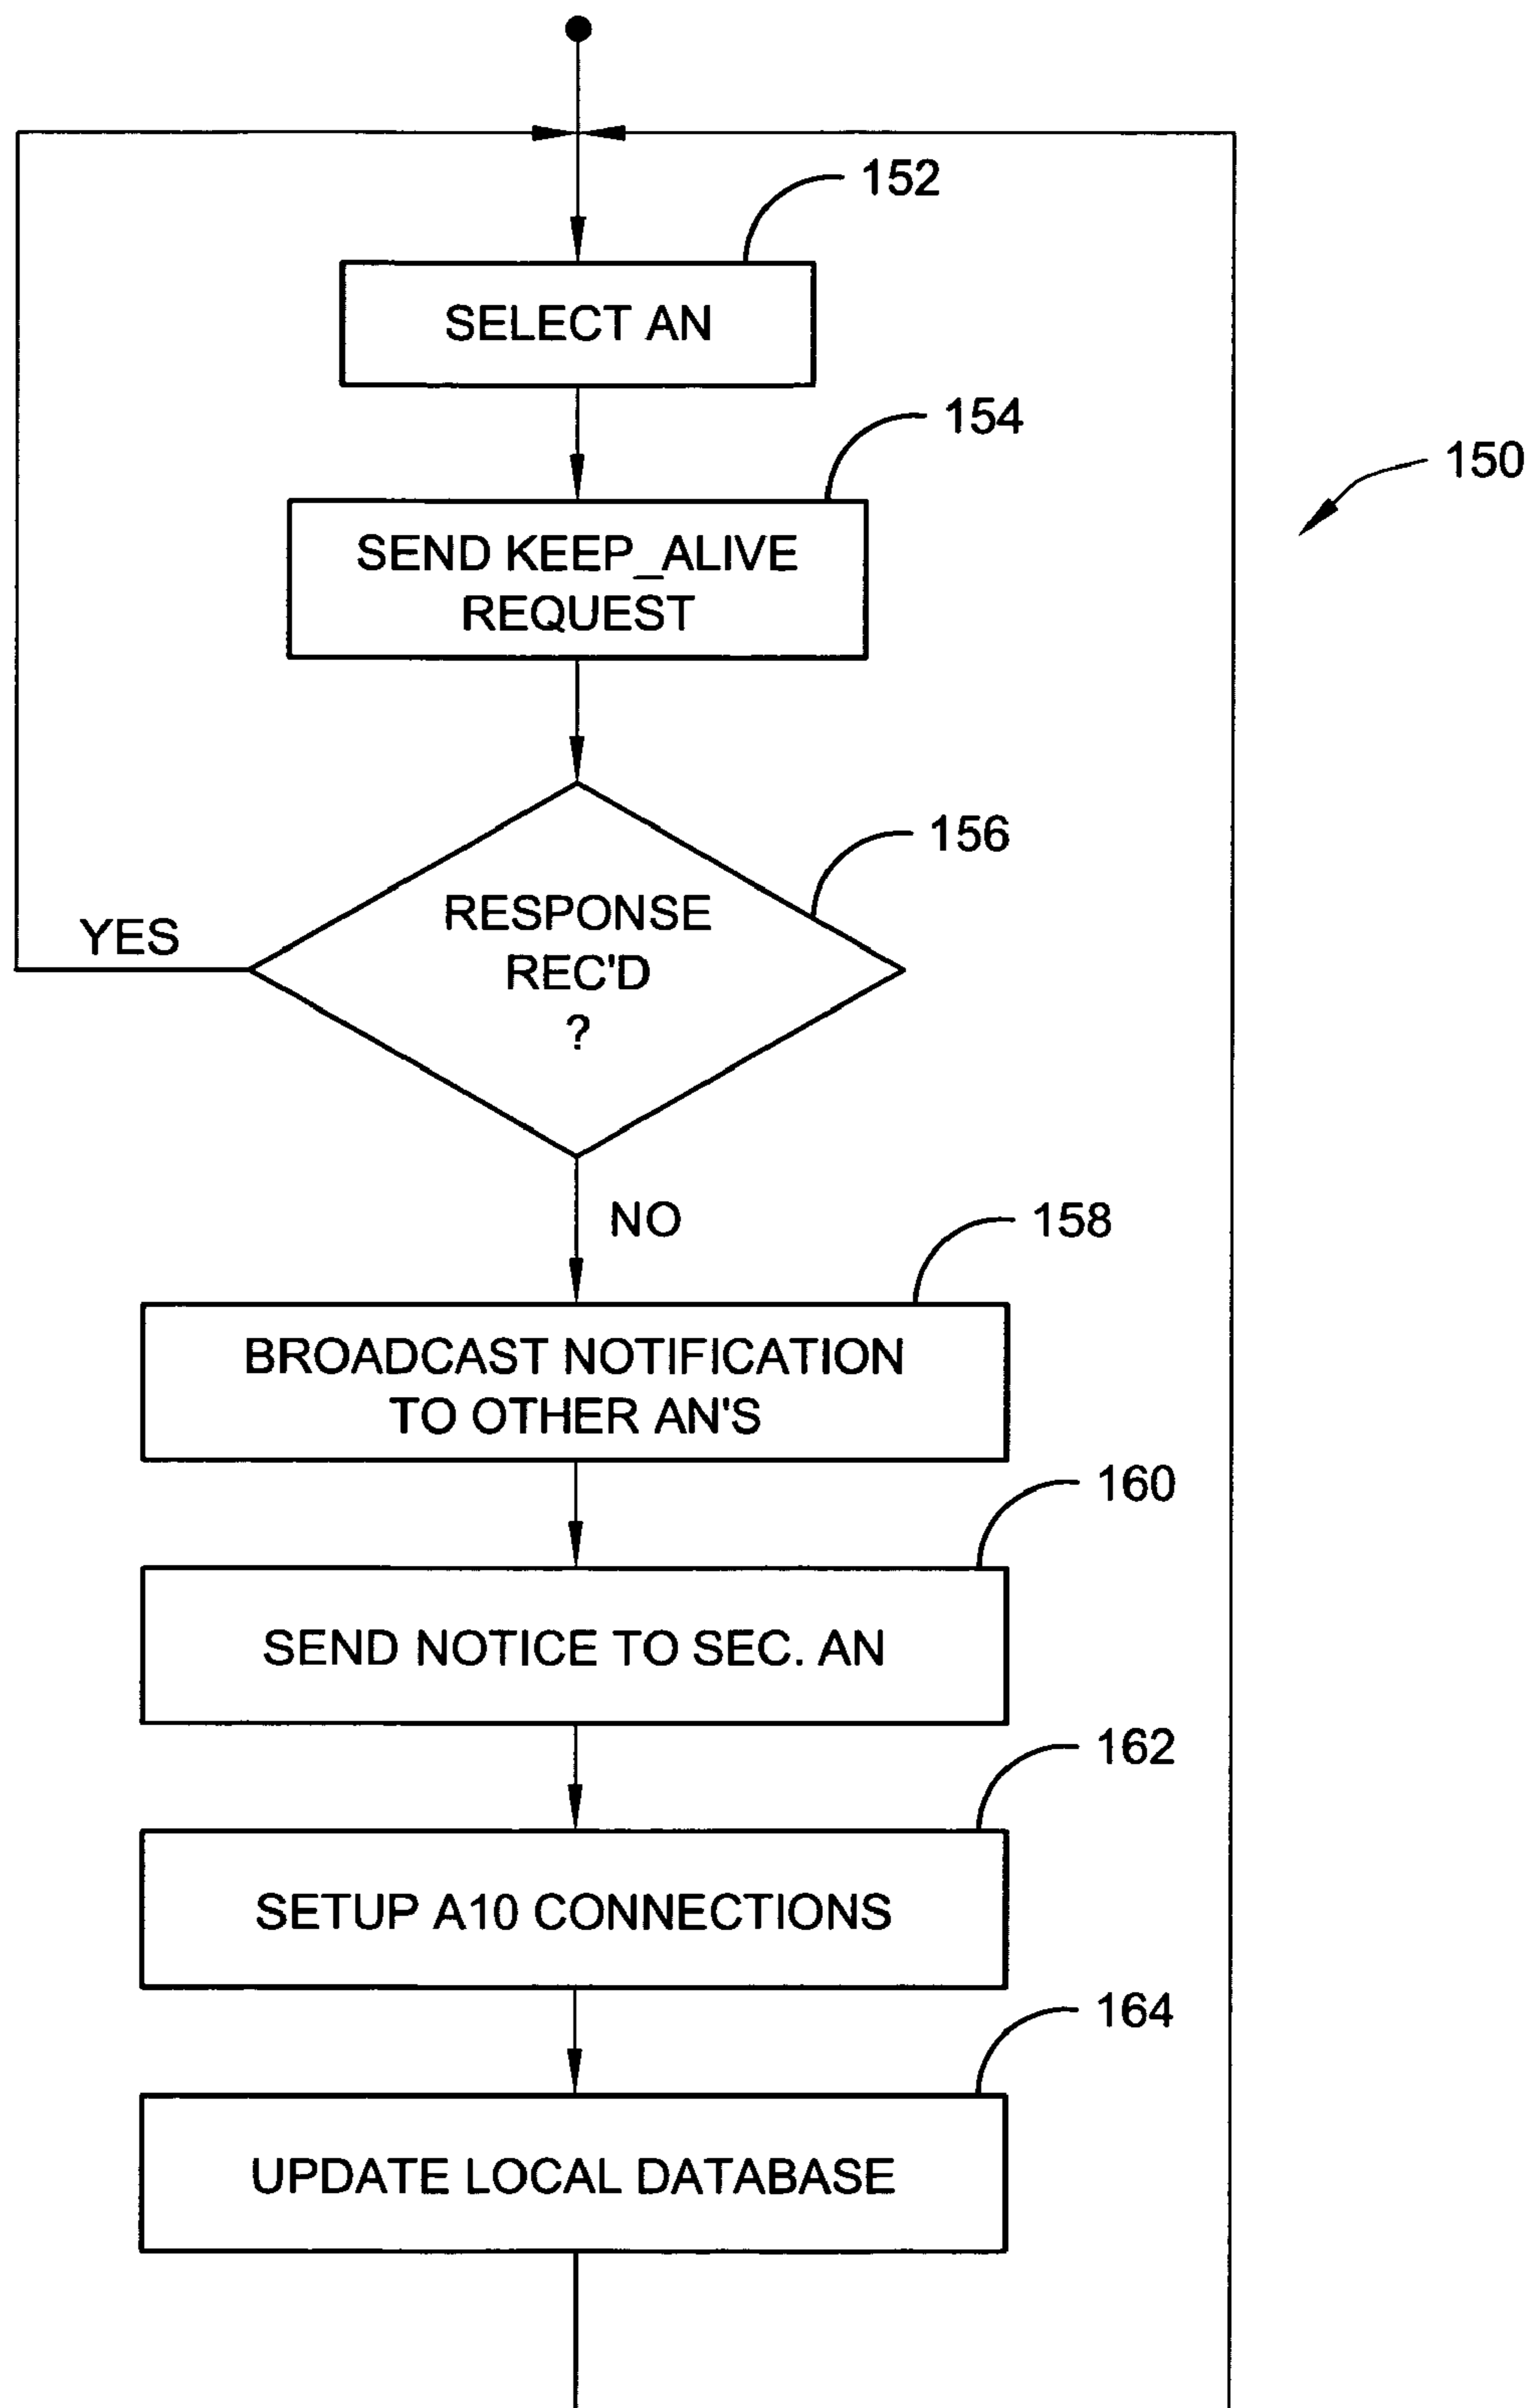 152
SELECT AN
154
150
SEND KEEP_ALIVE
REQUEST
156
RESPONSE
REC'D
?
YES
NO
158
BROADCAST NOTIFICATION
TO OTHER AN'S
160
SEND NOTICE TO SEC. AN
162
SETUP A10 CONNECTIONS
164
UPDATE LOCAL DATABASE